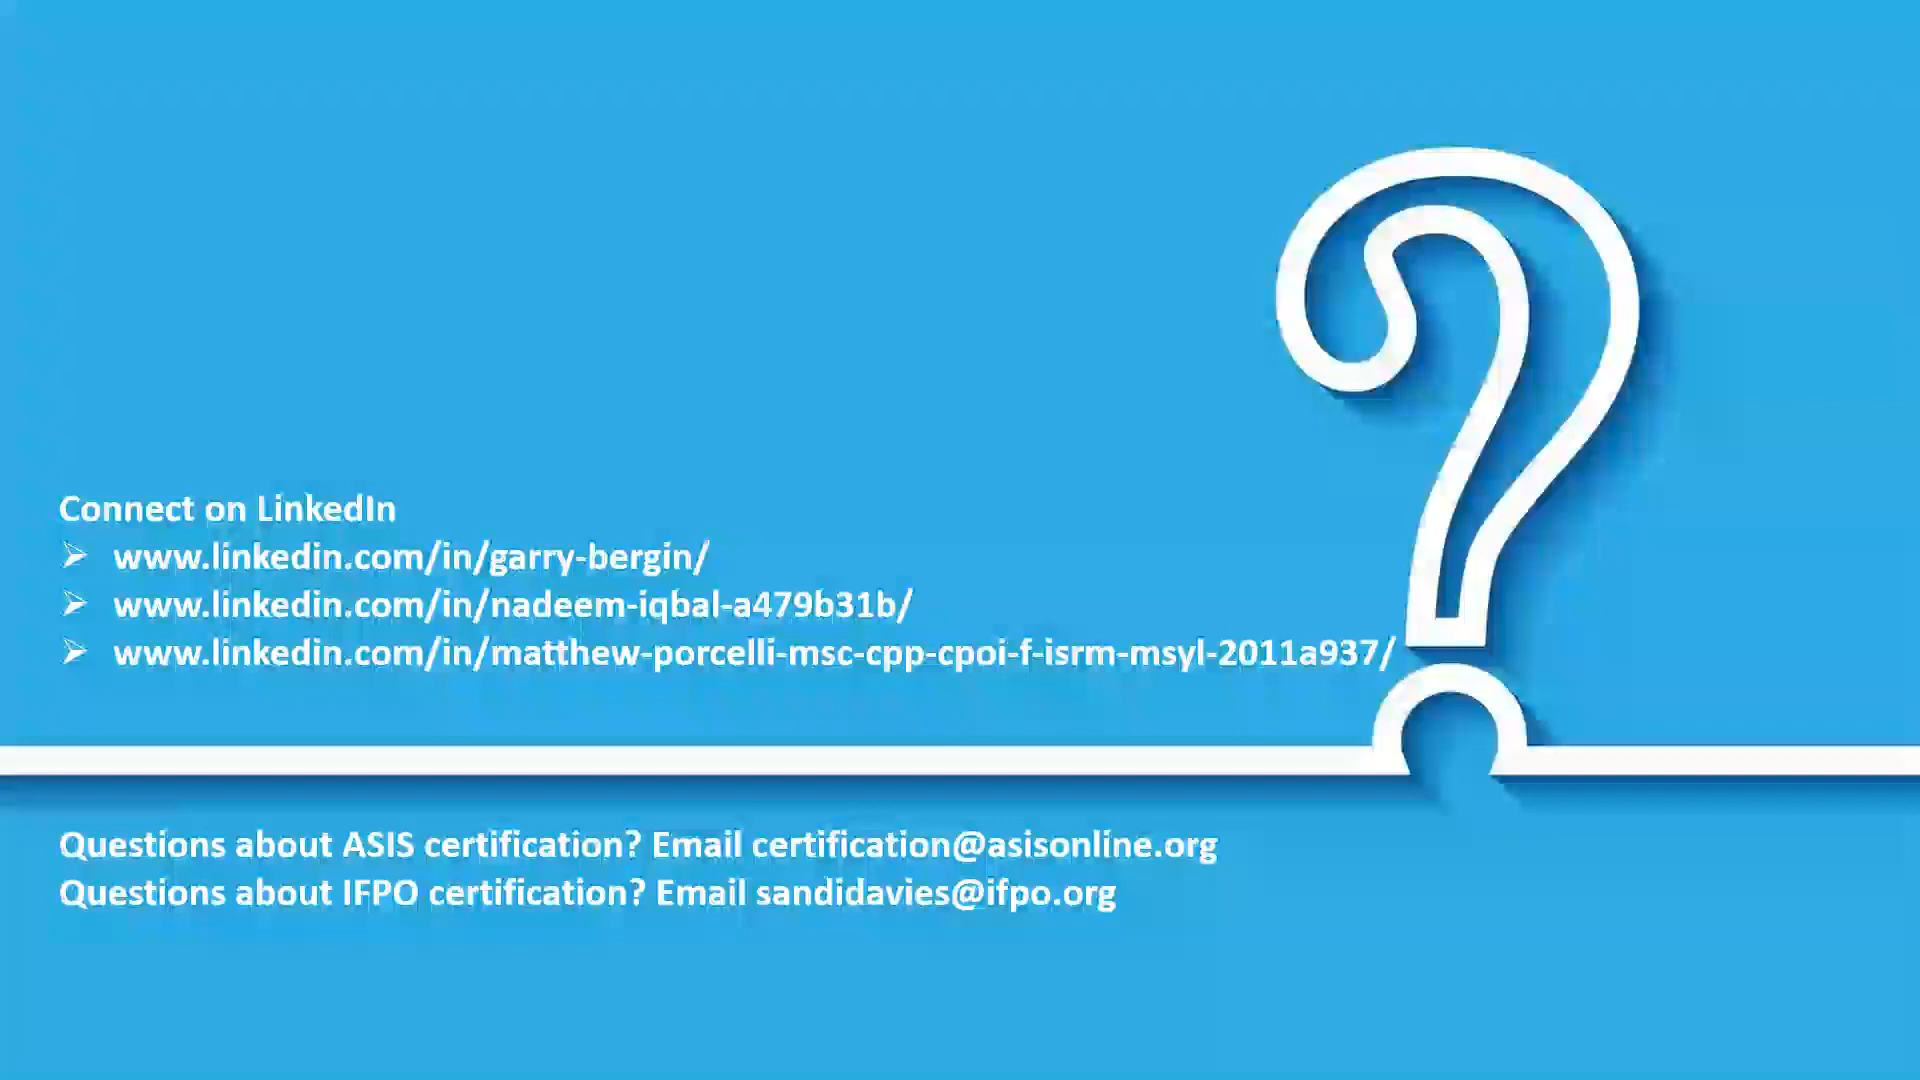 Connect on LinkedIn
➢ www.linkedin.com/in/garry-bergin/
➢ www.linkedin.com/in/nadeem-iqbal-a479b31b/
➢ www.linkedin.com/in/matthew-porcelli-msc-cpp-cpoi-f-isrm-msyl-2011a937/
Questions about ASIS certification? Email certification@asisonline.org
Questions about IFPO certification? Email sandidavies@ifpo.org